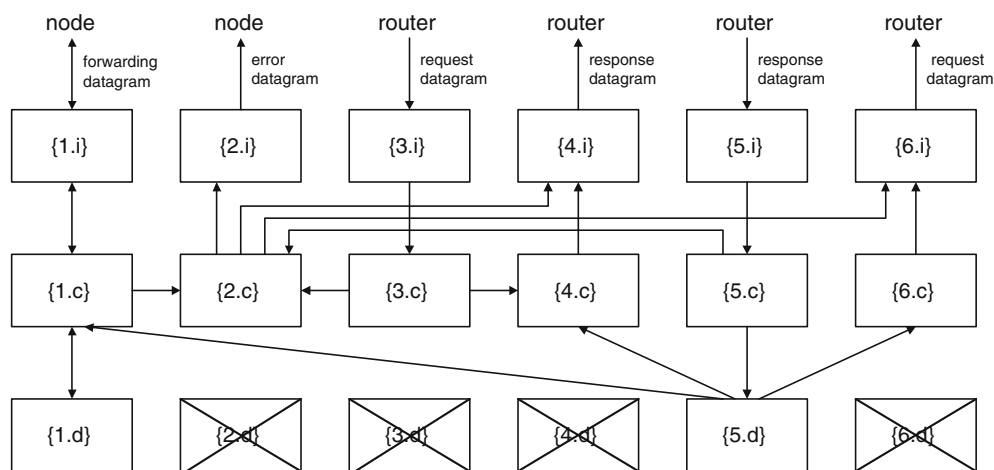 node node router router router router
forwarding datagram
error datagram
request datagram
response datagram
response datagram
request datagram
{1.i} {2.i} {3.i} {4.i} {5.i} {6.i}
{1.c} {2.c} {3.c} {4.c} {5.c} {6.c}
{1.d} {2.d} {3.d} {4.d} {5.d} {6.d}